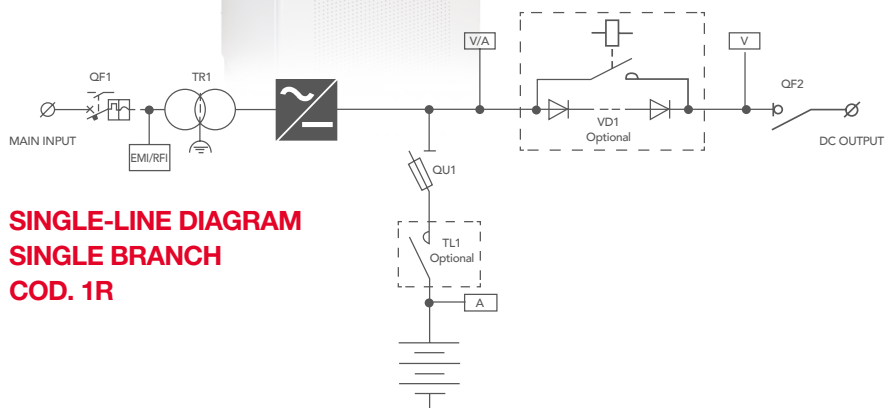 V/A
V
QF1
TR1
QF2
MAIN INPUT
EMI/RFI
VD1
Optional
DC OUTPUT
QU1
SINGLE-LINE DIAGRAM
SINGLE BRANCH
COD. 1R
TL1
Optional
A